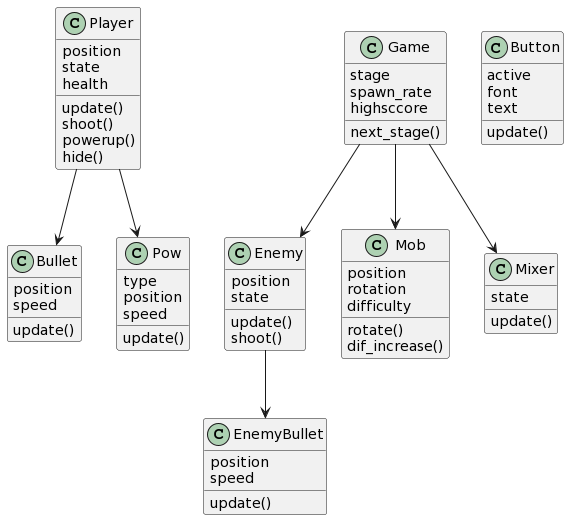 C Player
position
state
health
update()
shoot()
powerup()
hide()
C Game
stage
spawn_rate
highsccore
next_stage()
C Button
active
font
text
update()
C Bullet
position
speed
update()
C Pow
type
position
speed
update()
C Enemy
position
state
update()
shoot()
C Mob
position
rotation
difficulty
rotate()
dif_increase()
C Mixer
state
update()
C EnemyBullet
position
speed
update()